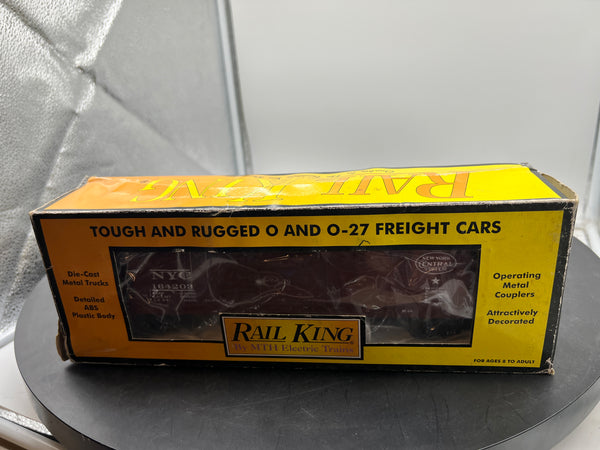 RAIL KING
TOUGH AND RUGGED O AND O-27 FREIGHT CARS
Die-Cast
Metal Trucks
Detailed
ABS
Plastic Body
NYC
164203
NEW YORK
CENTRAL
SYSTEM
Operating
Metal
Couplers
Attractively
Decorated
RAIL KING
By MTH Electric Trains
FOR AGES 8 TO ADULT